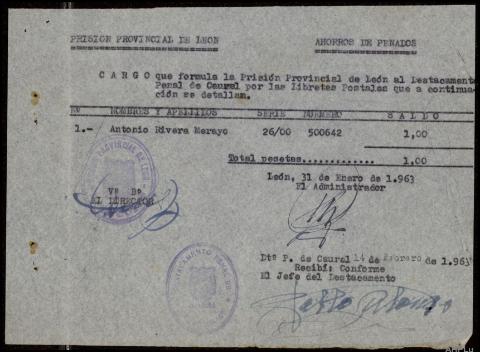 PRISION PROVINCIAL DE LEON AHORROS DE PENADOS
C A R G O que formula la Prisión Provincial de León al Destacamento
Penal de Caurel por las Libretas Postales que a continua-
ción se detallan.
Nº NOMBRES Y APELLIDOS SERIE NUMERO S A L D O
1.- Antonio Rivera Merayo 26/00 500642 1,00
Total pesetas............. 1,00
León, 31 de Enero de 1.963
El Administrador
Vº Bº
EL DIRECTOR
Dtº P. de Caurel 14 de Febrero de 1.963
Recibí: Conforme
El Jefe del Destacamento